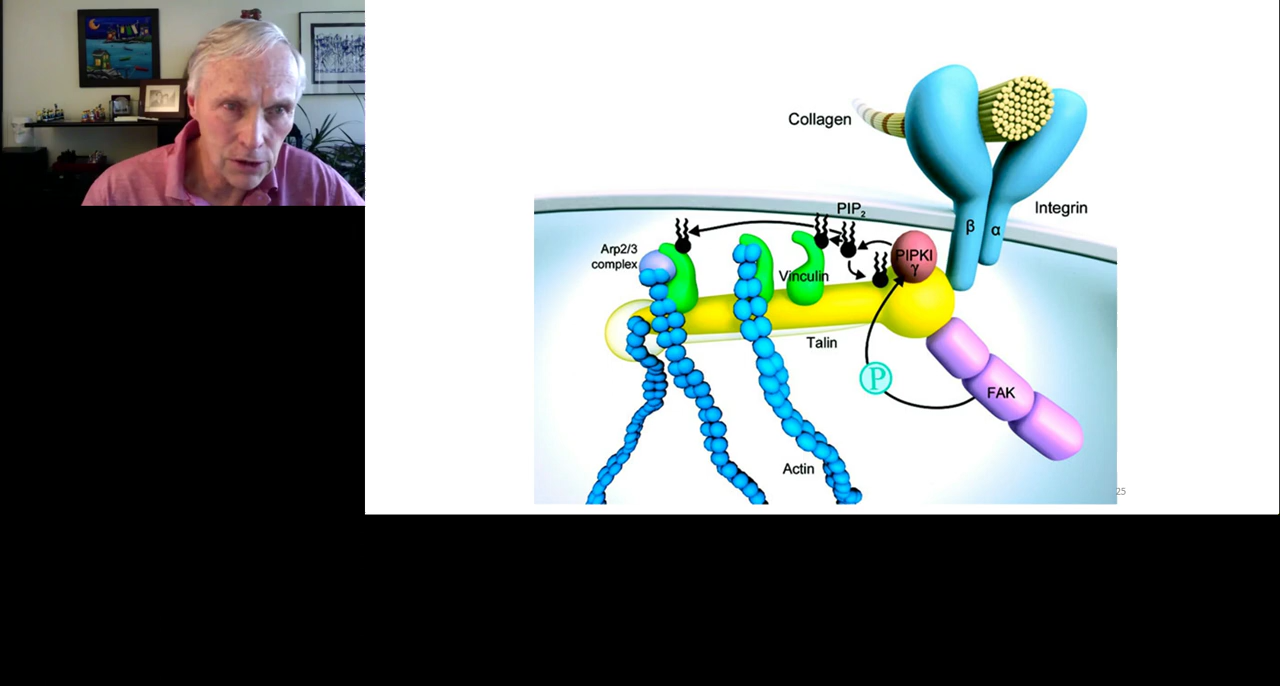 Collagen
PIP2
Integrin
β
α
Arp2/3
complex
PIPKI
γ
Vinculin
Talin
P
FAK
Actin
25